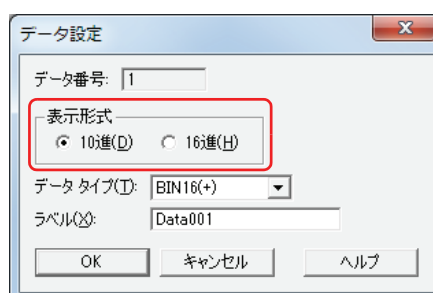 データ設定
データ番号: 1
表示形式
10進(D) 16進(H)
データ タイプ(T): BIN16(+)
ラベル(X): Data001
OK キャンセル ヘルプ